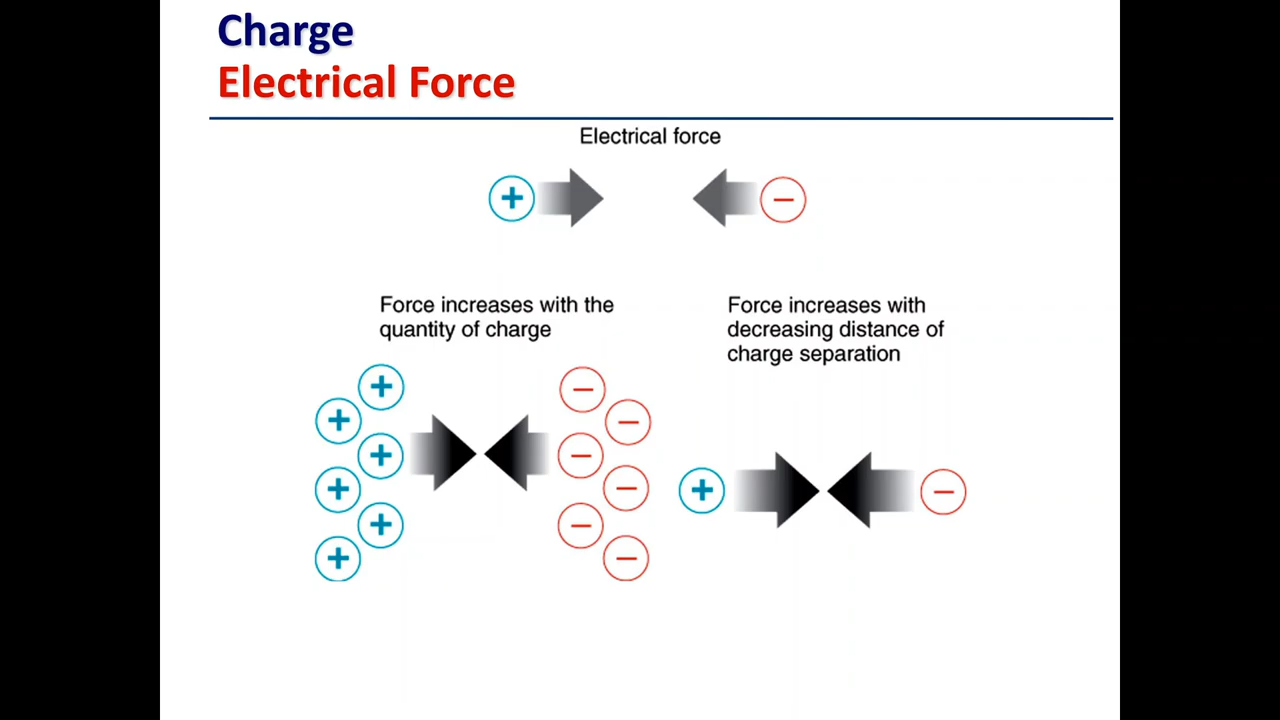 Charge
Electrical Force
Electrical force
+ −
Force increases with the
quantity of charge
Force increases with
decreasing distance of
charge separation
+ −
+ −
+ −
+ −
+ −
+ −
+ −